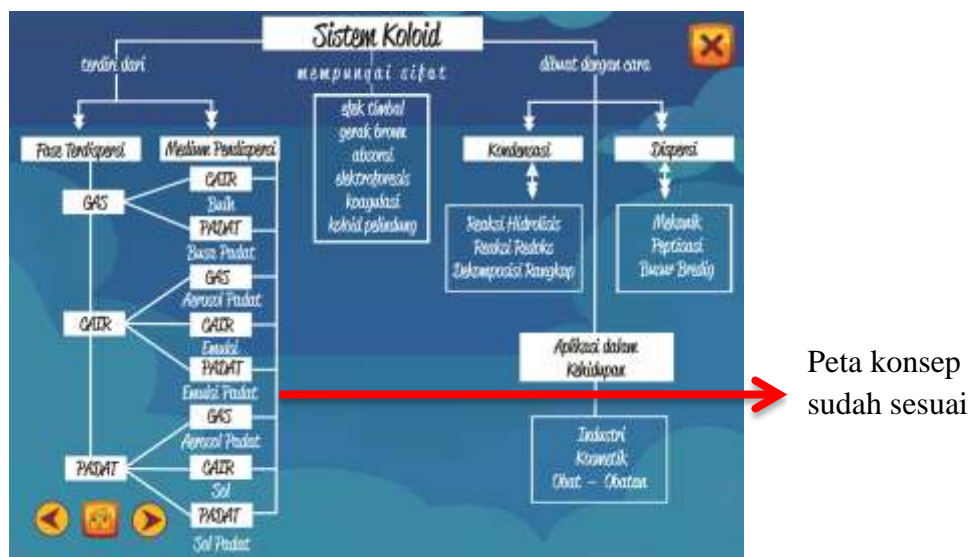 Sistem Koloid
terdiri dari
mempunyai sifat
dibuat dengan cara
Fase Terdispersi
Medium Pendispersi
GAS
CAIR
Buih
PADAT
Busa Padat
CAIR
GAS
Aerosol Padat
CAIR
Emulsi
PADAT
Emulsi Padat
PADAT
GAS
Aerosol Padat
CAIR
Sol
PADAT
Sol Padat
efek timbal
gerak brown
absorsi
elektroforesis
koagulasi
koloid pelindung
Kondensasi
Reaksi Hidrolisis
Reaksi Redoks
Dekomposisi Rangkap
Dispersi
Mekanik
Peptisasi
Busur Bredig
Aplikasi dalam
Kehidupan
Industri
Kosmetik
Obat - Obatan
Peta konsep
sudah sesuai